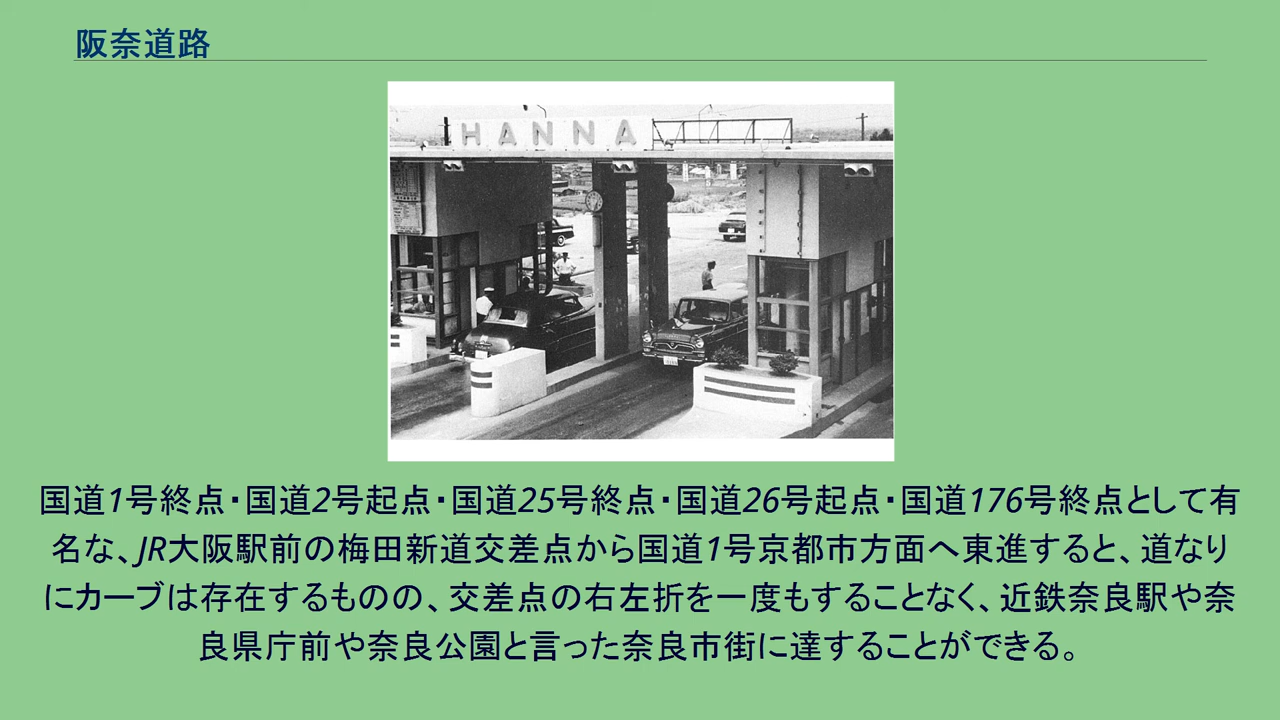 阪奈道路
HANNA
国道1号終点・国道2号起点・国道25号終点・国道26号起点・国道176号終点として有
名な、JR大阪駅前の梅田新道交差点から国道1号京都市方面へ東進すると、道なり
にカーブは存在するものの、交差点の右左折を一度もすることなく、近鉄奈良駅や奈
良県庁前や奈良公園と言った奈良市街に達することができる。